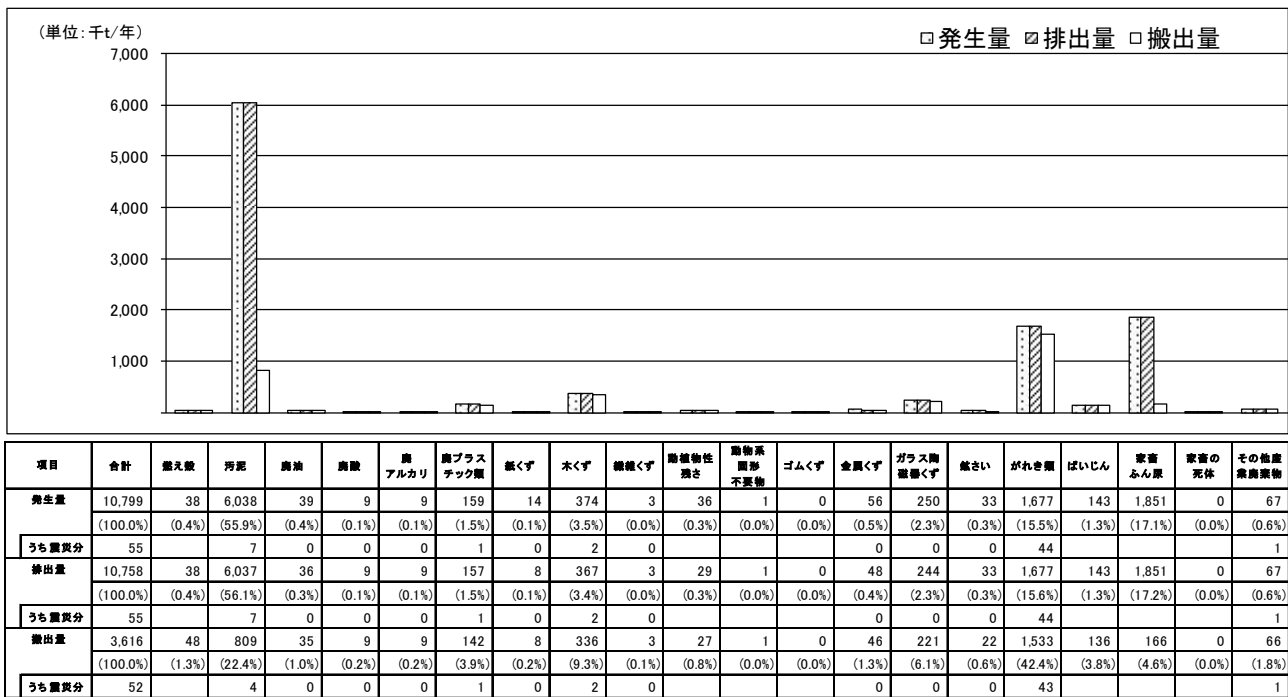 (単位:千t/年)
発生量 排出量 搬出量
7,000
6,000
5,000
4,000
3,000
2,000
1,000
項目 合計 燃え殻 汚泥 廃油 廃酸 廃アルカリ 廃プラスチック類 紙くず 木くず 繊維くず 動植物性残さ 動物系固形不要物 ゴムくず 金属くず ガラス陶磁器くず 鉱さい がれき類 ばいじん 家畜ふん尿 家畜の死体 その他産業廃棄物
発生量 10,799 38 6,038 39 9 9 159 14 374 3 36 1 0 56 250 33 1,677 143 1,851 0 67
(100.0%) (0.4%) (55.9%) (0.4%) (0.1%) (0.1%) (1.5%) (0.1%) (3.5%) (0.0%) (0.3%) (0.0%) (0.0%) (0.5%) (2.3%) (0.3%) (15.5%) (1.3%) (17.1%) (0.0%) (0.6%)
うち震災分 55 7 0 0 0 1 0 2 0 0 0 0 44 1
排出量 10,758 38 6,037 36 9 9 157 8 367 3 29 1 0 48 244 33 1,677 143 1,851 0 67
(100.0%) (0.4%) (56.1%) (0.3%) (0.1%) (0.1%) (1.5%) (0.1%) (3.4%) (0.0%) (0.3%) (0.0%) (0.0%) (0.4%) (2.3%) (0.3%) (15.6%) (1.3%) (17.2%) (0.0%) (0.6%)
うち震災分 55 7 0 0 0 1 0 2 0 0 0 0 44 1
搬出量 3,616 48 809 35 9 9 142 8 336 3 27 1 0 46 221 22 1,533 136 166 0 66
(100.0%) (1.3%) (22.4%) (1.0%) (0.2%) (0.2%) (3.9%) (0.2%) (9.3%) (0.1%) (0.8%) (0.0%) (0.0%) (1.3%) (6.1%) (0.6%) (42.4%) (3.8%) (4.6%) (0.0%) (1.8%)
うち震災分 52 4 0 0 0 1 0 2 0 0 0 0 43 1